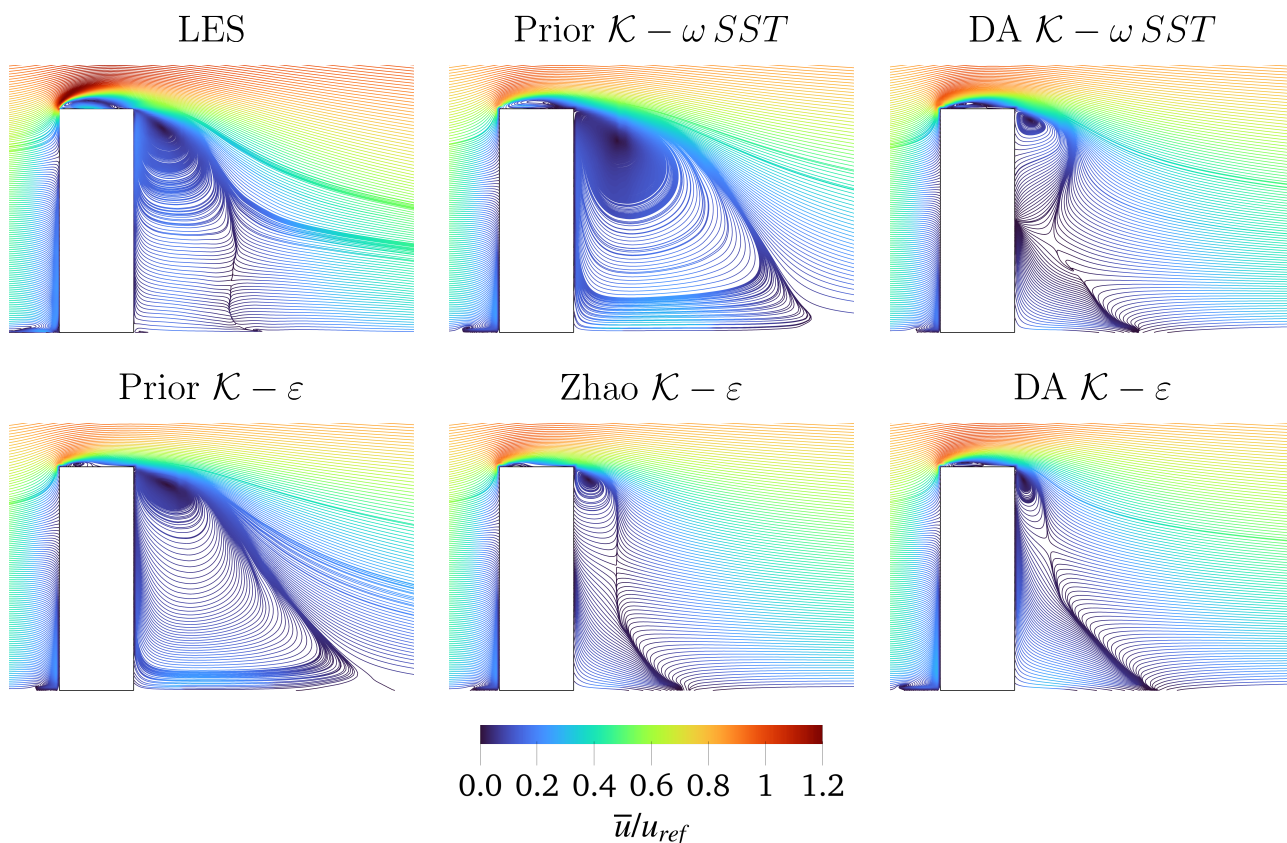 LES
Prior 𝒦 − ω SST
DA 𝒦 − ω SST
Prior 𝒦 − ε
Zhao 𝒦 − ε
DA 𝒦 − ε
0.0 0.2 0.4 0.6 0.8 1 1.2
u̅/u_ref